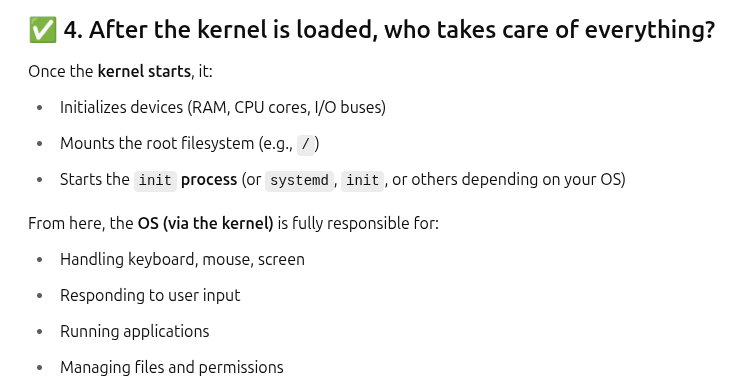 ✅ 4. After the kernel is loaded, who takes care of everything?
Once the kernel starts, it:
• Initializes devices (RAM, CPU cores, I/O buses)
• Mounts the root filesystem (e.g., /)
• Starts the init process (or systemd, init, or others depending on your OS)
From here, the OS (via the kernel) is fully responsible for:
• Handling keyboard, mouse, screen
• Responding to user input
• Running applications
• Managing files and permissions